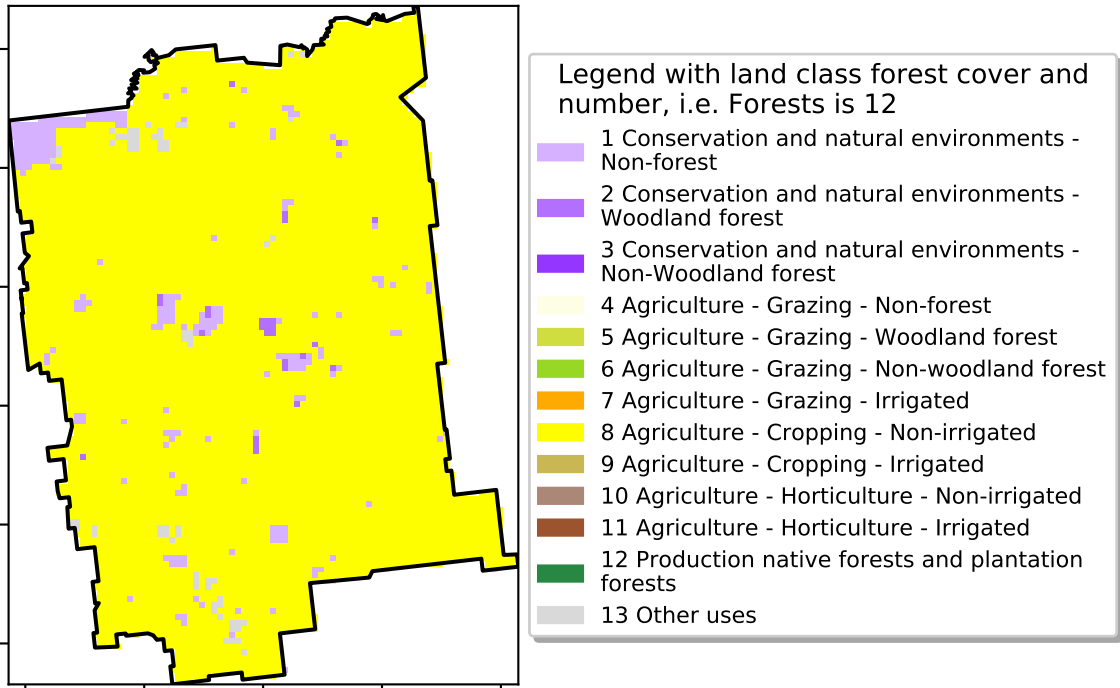 Legend with land class forest cover and
number, i.e. Forests is 12
1 Conservation and natural environments -
Non-forest
2 Conservation and natural environments -
Woodland forest
3 Conservation and natural environments -
Non-Woodland forest
4 Agriculture - Grazing - Non-forest
5 Agriculture - Grazing - Woodland forest
6 Agriculture - Grazing - Non-woodland forest
7 Agriculture - Grazing - Irrigated
8 Agriculture - Cropping - Non-irrigated
9 Agriculture - Cropping - Irrigated
10 Agriculture - Horticulture - Non-irrigated
11 Agriculture - Horticulture - Irrigated
12 Production native forests and plantation
forests
13 Other uses